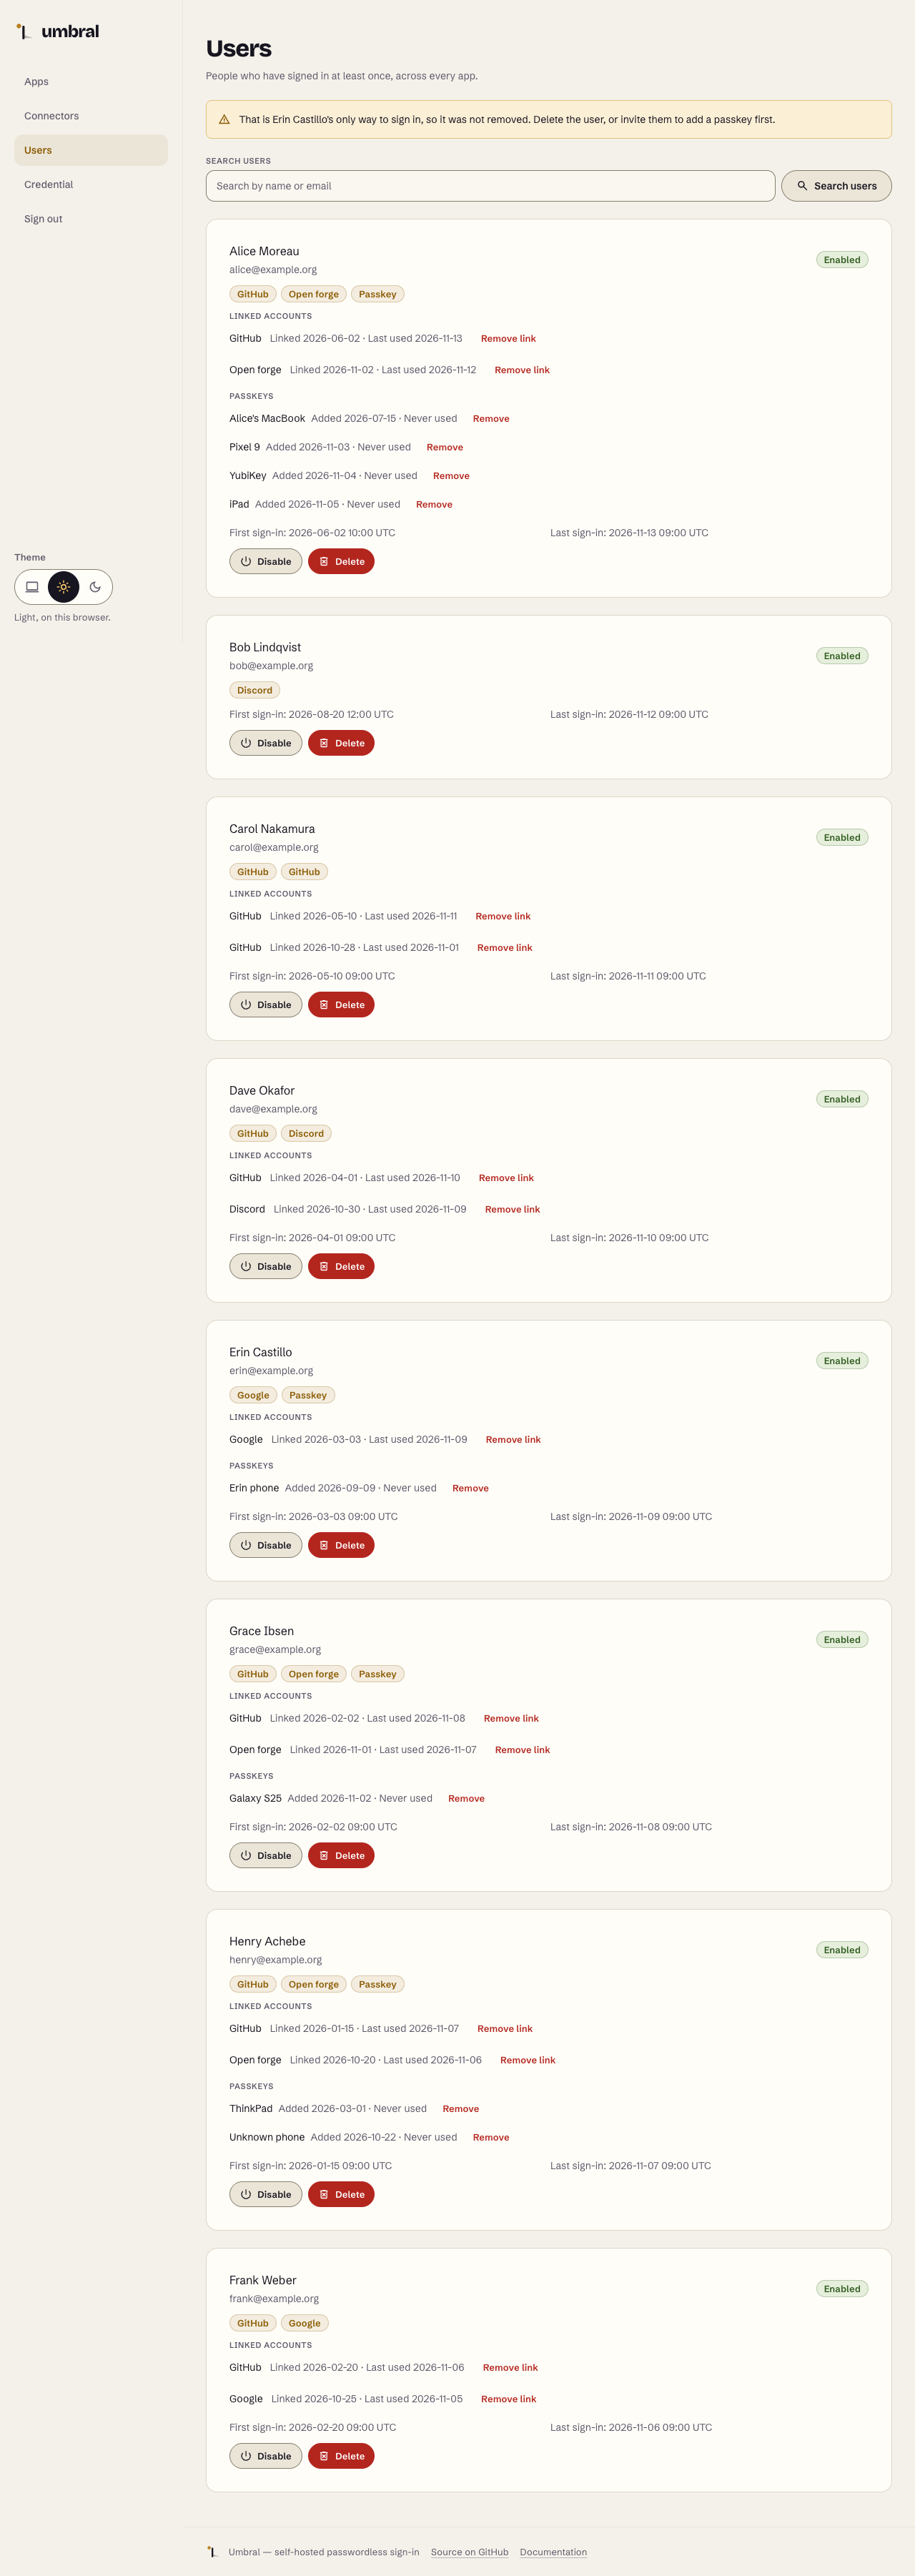 umbral
Apps
Connectors
Users
Credential
Sign out
Theme
Light, on this browser.
Users
People who have signed in at least once, across every app.
That is Erin Castillo's only way to sign in, so it was not removed. Delete the user, or invite them to add a passkey first.
SEARCH USERS
Search by name or email
Search users
Alice Moreau
Enabled
alice@example.org
GitHub Open forge Passkey
LINKED ACCOUNTS
GitHub Linked 2026-06-02 · Last used 2026-11-13 Remove link
Open forge Linked 2026-11-02 · Last used 2026-11-12 Remove link
PASSKEYS
Alice's MacBook Added 2026-07-15 · Never used Remove
Pixel 9 Added 2026-11-03 · Never used Remove
YubiKey Added 2026-11-04 · Never used Remove
iPad Added 2026-11-05 · Never used Remove
First sign-in: 2026-06-02 10:00 UTC Last sign-in: 2026-11-13 09:00 UTC
Disable Delete
Bob Lindqvist
Enabled
bob@example.org
Discord
First sign-in: 2026-08-20 12:00 UTC Last sign-in: 2026-11-12 09:00 UTC
Disable Delete
Carol Nakamura
Enabled
carol@example.org
GitHub GitHub
LINKED ACCOUNTS
GitHub Linked 2026-05-10 · Last used 2026-11-11 Remove link
GitHub Linked 2026-10-28 · Last used 2026-11-01 Remove link
First sign-in: 2026-05-10 09:00 UTC Last sign-in: 2026-11-11 09:00 UTC
Disable Delete
Dave Okafor
Enabled
dave@example.org
GitHub Discord
LINKED ACCOUNTS
GitHub Linked 2026-04-01 · Last used 2026-11-10 Remove link
Discord Linked 2026-10-30 · Last used 2026-11-09 Remove link
First sign-in: 2026-04-01 09:00 UTC Last sign-in: 2026-11-10 09:00 UTC
Disable Delete
Erin Castillo
Enabled
erin@example.org
Google Passkey
LINKED ACCOUNTS
Google Linked 2026-03-03 · Last used 2026-11-09 Remove link
PASSKEYS
Erin phone Added 2026-09-09 · Never used Remove
First sign-in: 2026-03-03 09:00 UTC Last sign-in: 2026-11-09 09:00 UTC
Disable Delete
Grace Ibsen
Enabled
grace@example.org
GitHub Open forge Passkey
LINKED ACCOUNTS
GitHub Linked 2026-02-02 · Last used 2026-11-08 Remove link
Open forge Linked 2026-11-01 · Last used 2026-11-07 Remove link
PASSKEYS
Galaxy S25 Added 2026-11-02 · Never used Remove
First sign-in: 2026-02-02 09:00 UTC Last sign-in: 2026-11-08 09:00 UTC
Disable Delete
Henry Achebe
Enabled
henry@example.org
GitHub Open forge Passkey
LINKED ACCOUNTS
GitHub Linked 2026-01-15 · Last used 2026-11-07 Remove link
Open forge Linked 2026-10-20 · Last used 2026-11-06 Remove link
PASSKEYS
ThinkPad Added 2026-03-01 · Never used Remove
Unknown phone Added 2026-10-22 · Never used Remove
First sign-in: 2026-01-15 09:00 UTC Last sign-in: 2026-11-07 09:00 UTC
Disable Delete
Frank Weber
Enabled
frank@example.org
GitHub Google
LINKED ACCOUNTS
GitHub Linked 2026-02-20 · Last used 2026-11-06 Remove link
Google Linked 2026-10-25 · Last used 2026-11-05 Remove link
First sign-in: 2026-02-20 09:00 UTC Last sign-in: 2026-11-06 09:00 UTC
Disable Delete
Umbral — self-hosted passwordless sign-in Source on GitHub Documentation